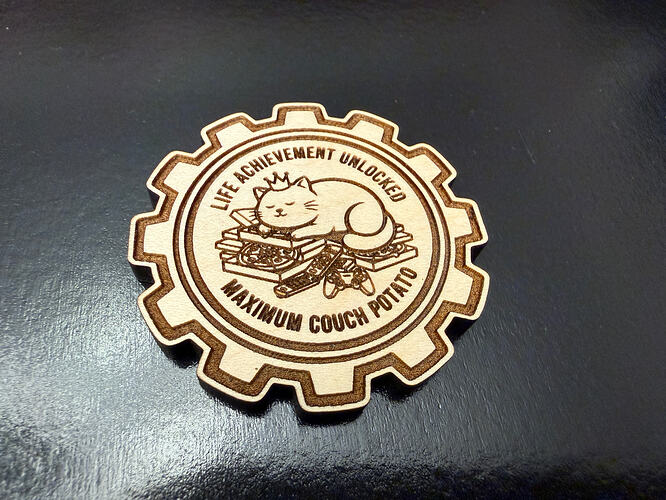 LIFE ACHIEVEMENT UNLOCKED
MAXIMUM COUCH POTATO